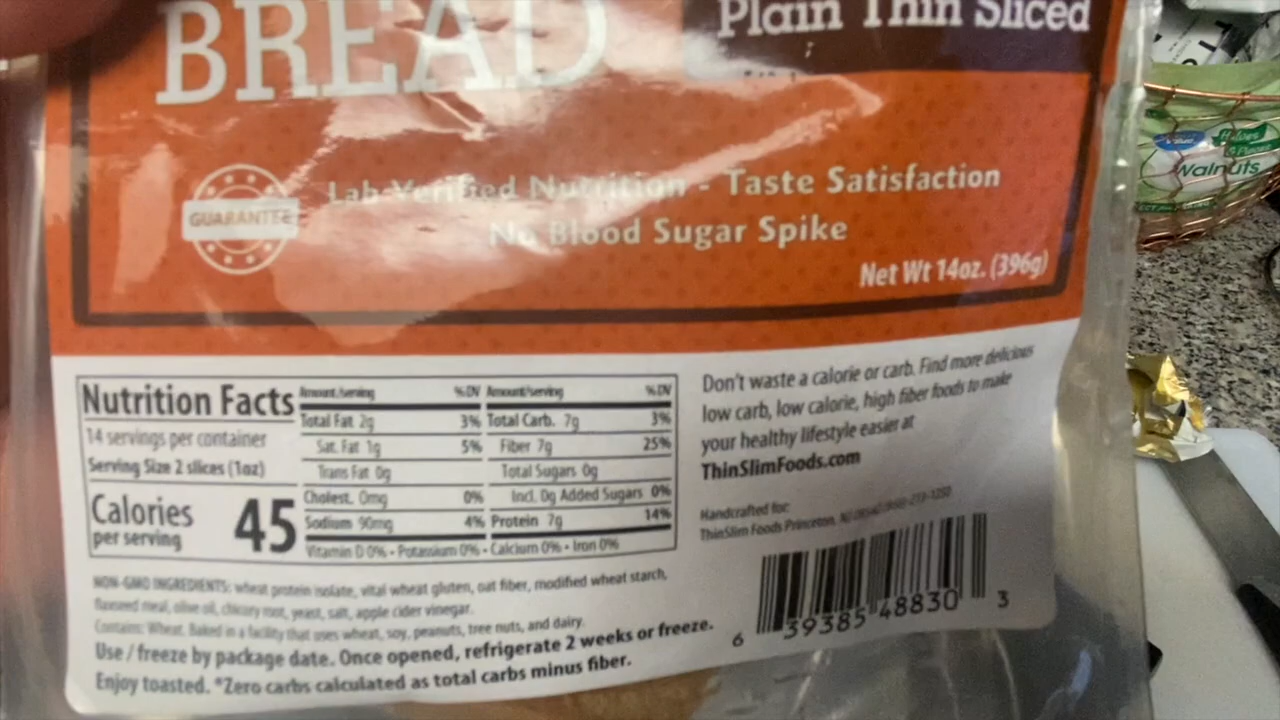 BREAD
Plain Thin Sliced
GUARANTEE
Lab-Verified Nutrition - Taste Satisfaction
No Blood Sugar Spike
Net Wt 14oz. (396g)
Nutrition Facts
14 servings per container
Serving Size 2 slices (1oz)
Calories 45
per serving
Amount/serving %DV
Total Fat 2g 3%
Sat. Fat 1g 5%
Trans Fat 0g
Cholest. 0mg 0%
Sodium 90mg 4%
Amount/serving %DV
Total Carb. 7g 3%
Fiber 7g 25%
Total Sugars 0g
Incl. 0g Added Sugars 0%
Protein 7g 14%
Vitamin D 0% • Potassium 0% • Calcium 0% • Iron 0%
NON-GMO INGREDIENTS: wheat protein isolate, vital wheat gluten, oat fiber, modified wheat starch,
flaxseed meal, olive oil, chicory root, yeast, salt, apple cider vinegar.
Contains: Wheat. Baked in a facility that uses wheat, soy, peanuts, tree nuts, and dairy.
Use / freeze by package date. Once opened, refrigerate 2 weeks or freeze.
Enjoy toasted. *Zero carbs calculated as total carbs minus fiber.
Don't waste a calorie or carb. Find more delicious
low carb, low calorie, high fiber foods to make
your healthy lifestyle easier at
ThinSlimFoods.com
Handcrafted for:
ThinSlim Foods Princeton, NJ
6 39385 48830 3
Halves
& Pieces
Walnuts